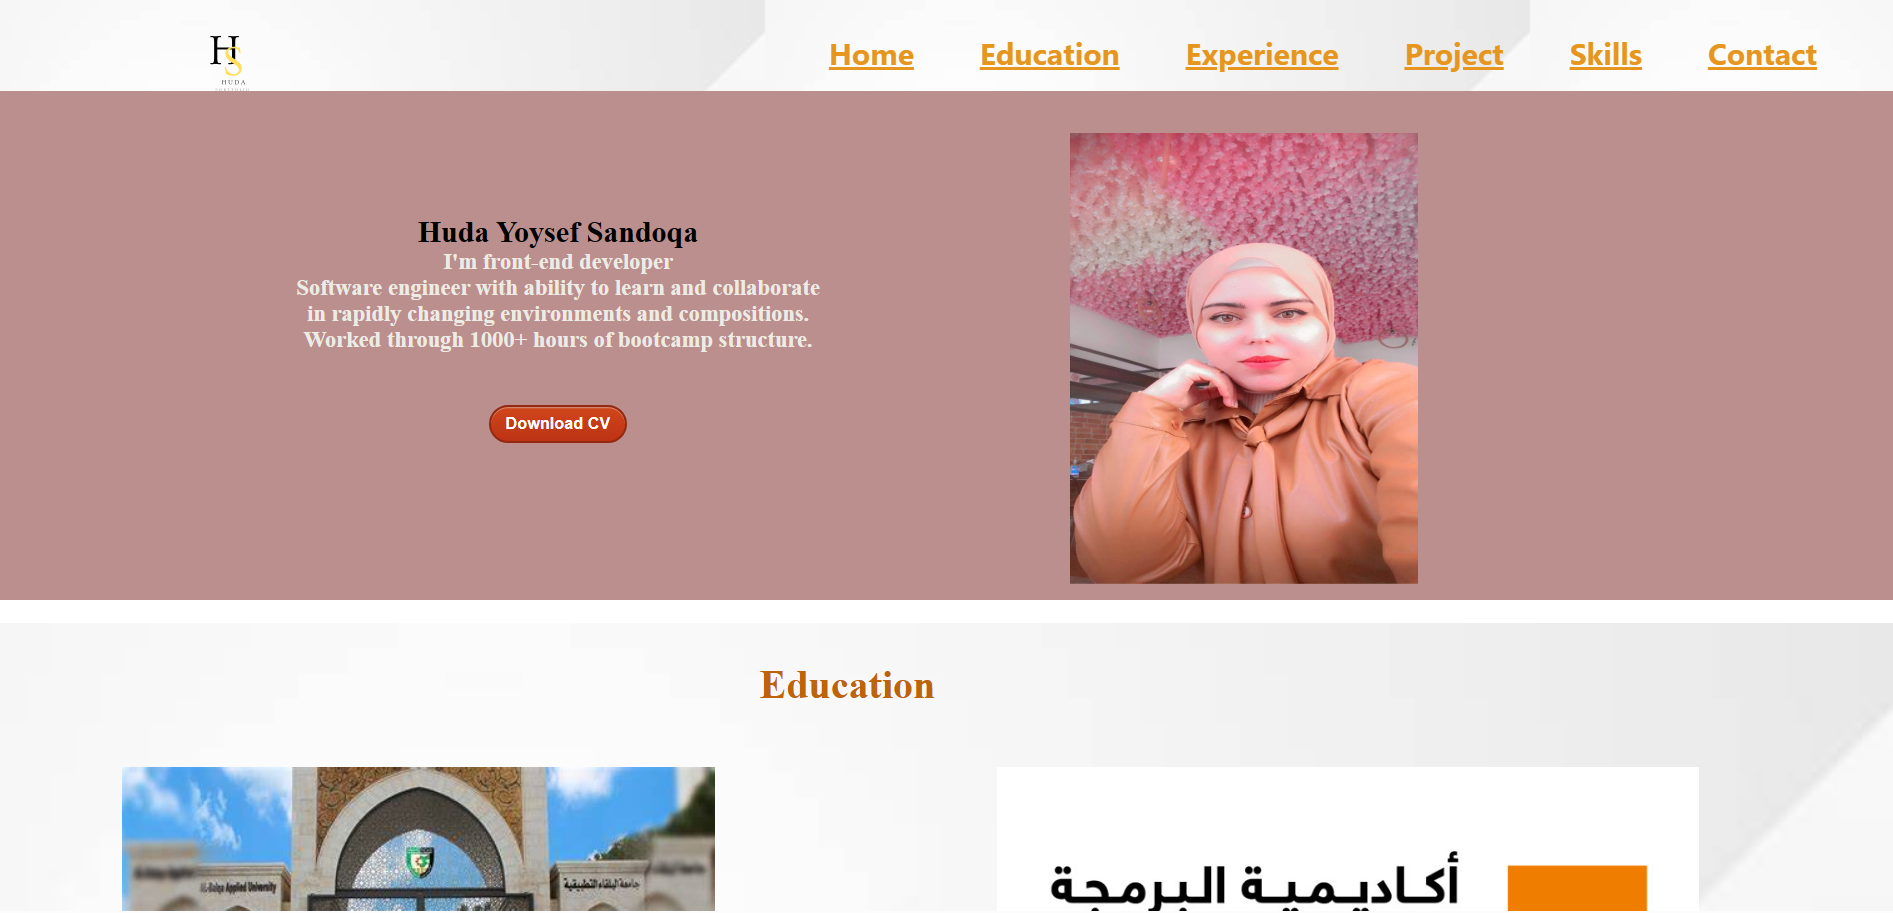 HS
HUDA
PORTFOLIO
Home Education Experience Project Skills Contact
Huda Yoysef Sandoqa
I'm front-end developer
Software engineer with ability to learn and collaborate
in rapidly changing environments and compositions.
Worked through 1000+ hours of bootcamp structure.
Download CV
Education
AL-Balqa Applied University
جامعة البلقاء التطبيقية
أكاديمية البرمجة